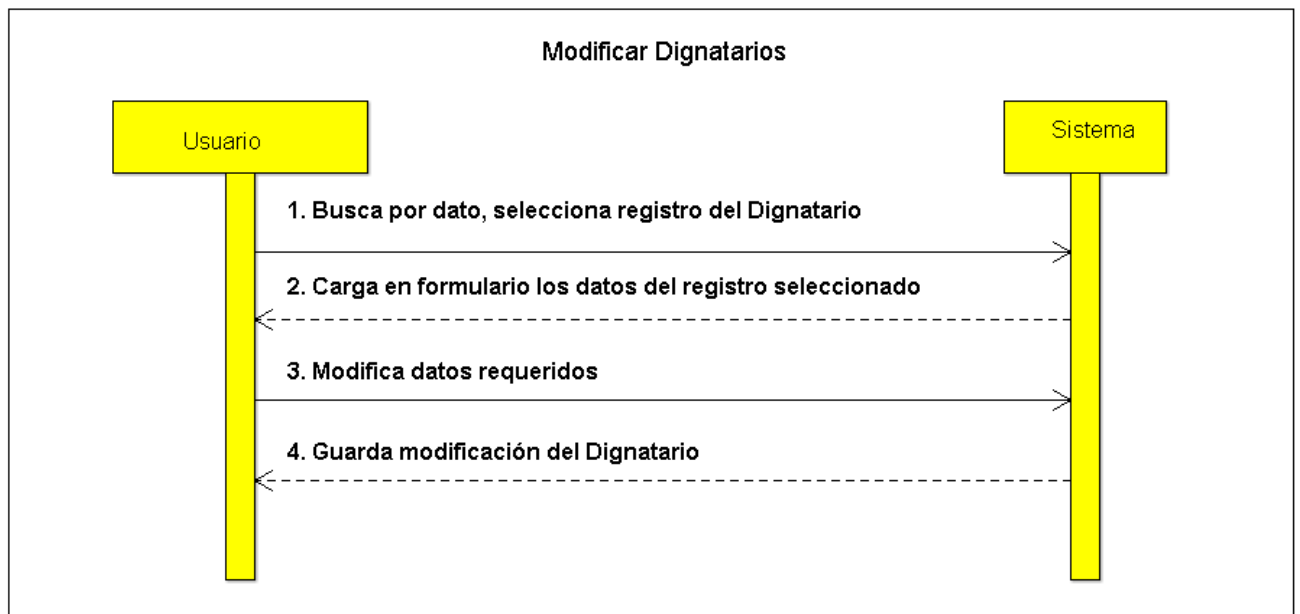 Modificar Dignatarios
Usuario
Sistema
1. Busca por dato, selecciona registro del Dignatario
2. Carga en formulario los datos del registro seleccionado
3. Modifica datos requeridos
4. Guarda modificación del Dignatario